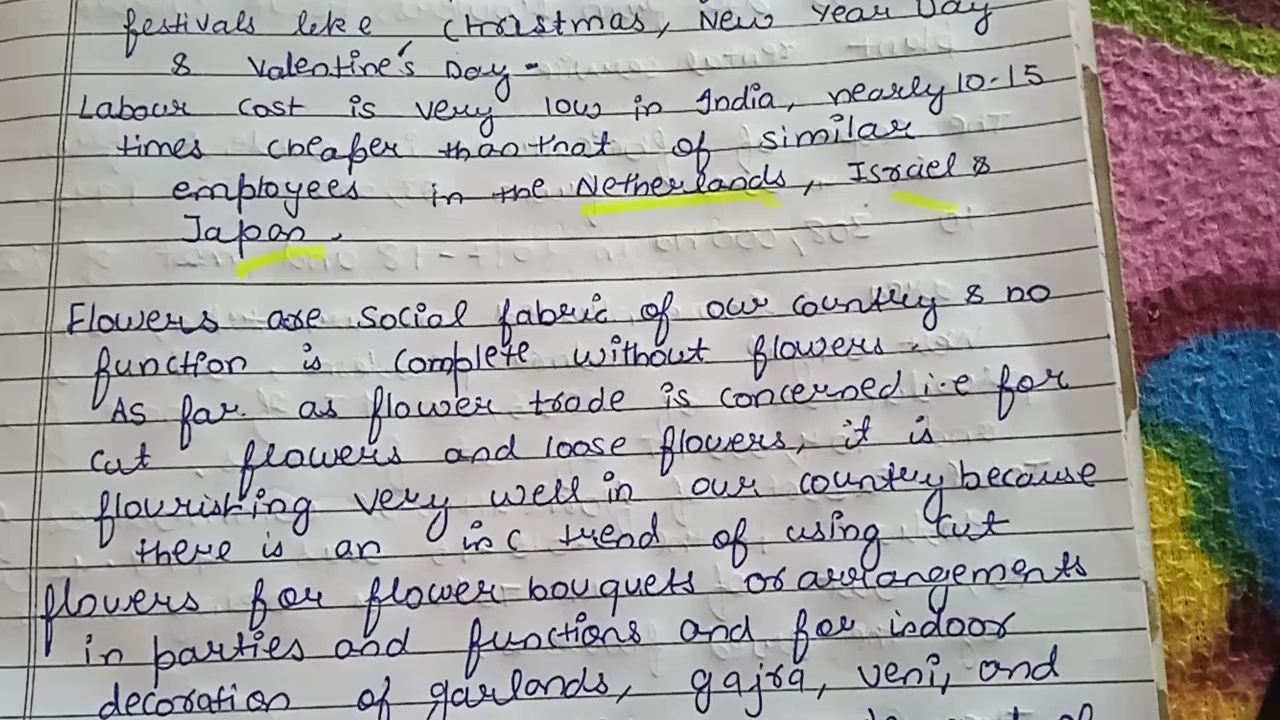 festivals like, Christmas, New Year Day
& Valentine's Day -
Labour cost is very low in India, nearly 10-15
times cheaper than that of similar
employees in the Netherlands, Israel &
Japan.
Flowers are social fabric of our country & no
function is complete without flowers.
As far as flower trade is concerned i.e for
cut flowers and loose flowers, it is
flourishing very well in our country because
there is an inc trend of using cut
flovers for flower bouquets or arrangements
in parties and functions and for indoor
decoration of garlands, gajra, veni, and